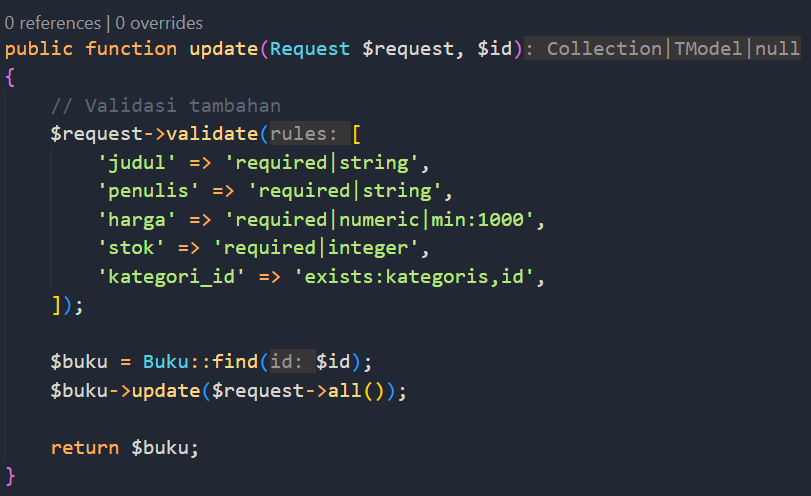 0 references | 0 overrides
public function update(Request $request, $id): Collection|TModel|null
{
// Validasi tambahan
$request->validate(rules: [
'judul' => 'required|string',
'penulis' => 'required|string',
'harga' => 'required|numeric|min:1000',
'stok' => 'required|integer',
'kategori_id' => 'exists:kategoris,id',
]);
$buku = Buku::find(id: $id);
$buku->update($request->all());
return $buku;
}